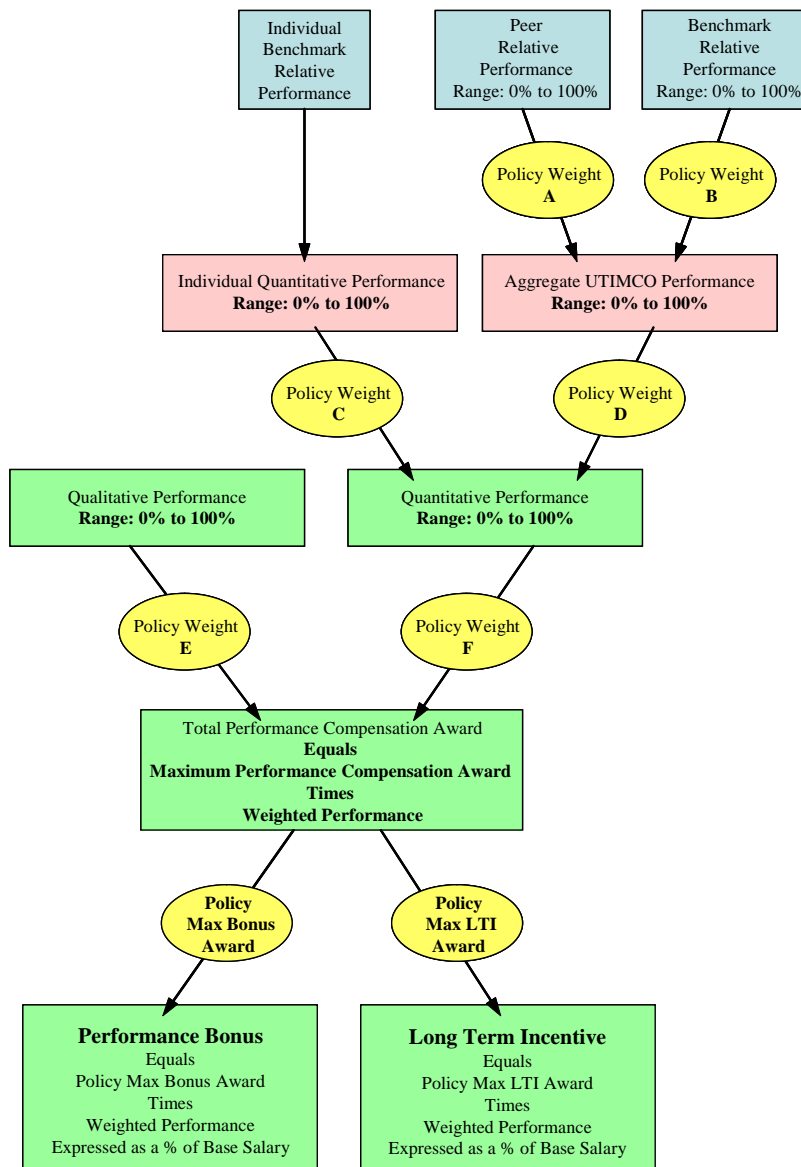 Individual
Benchmark
Relative
Performance
Peer
Relative
Performance
Range: 0% to 100%
Benchmark
Relative
Performance
Range: 0% to 100%
Policy Weight
A
Policy Weight
B
Individual Quantitative Performance
Range: 0% to 100%
Aggregate UTIMCO Performance
Range: 0% to 100%
Policy Weight
C
Policy Weight
D
Qualitative Performance
Range: 0% to 100%
Quantitative Performance
Range: 0% to 100%
Policy Weight
E
Policy Weight
F
Total Performance Compensation Award
Equals
Maximum Performance Compensation Award
Times
Weighted Performance
Policy
Max Bonus
Award
Policy
Max LTI
Award
Performance Bonus
Equals
Policy Max Bonus Award
Times
Weighted Performance
Expressed as a % of Base Salary
Long Term Incentive
Equals
Policy Max LTI Award
Times
Weighted Performance
Expressed as a % of Base Salary